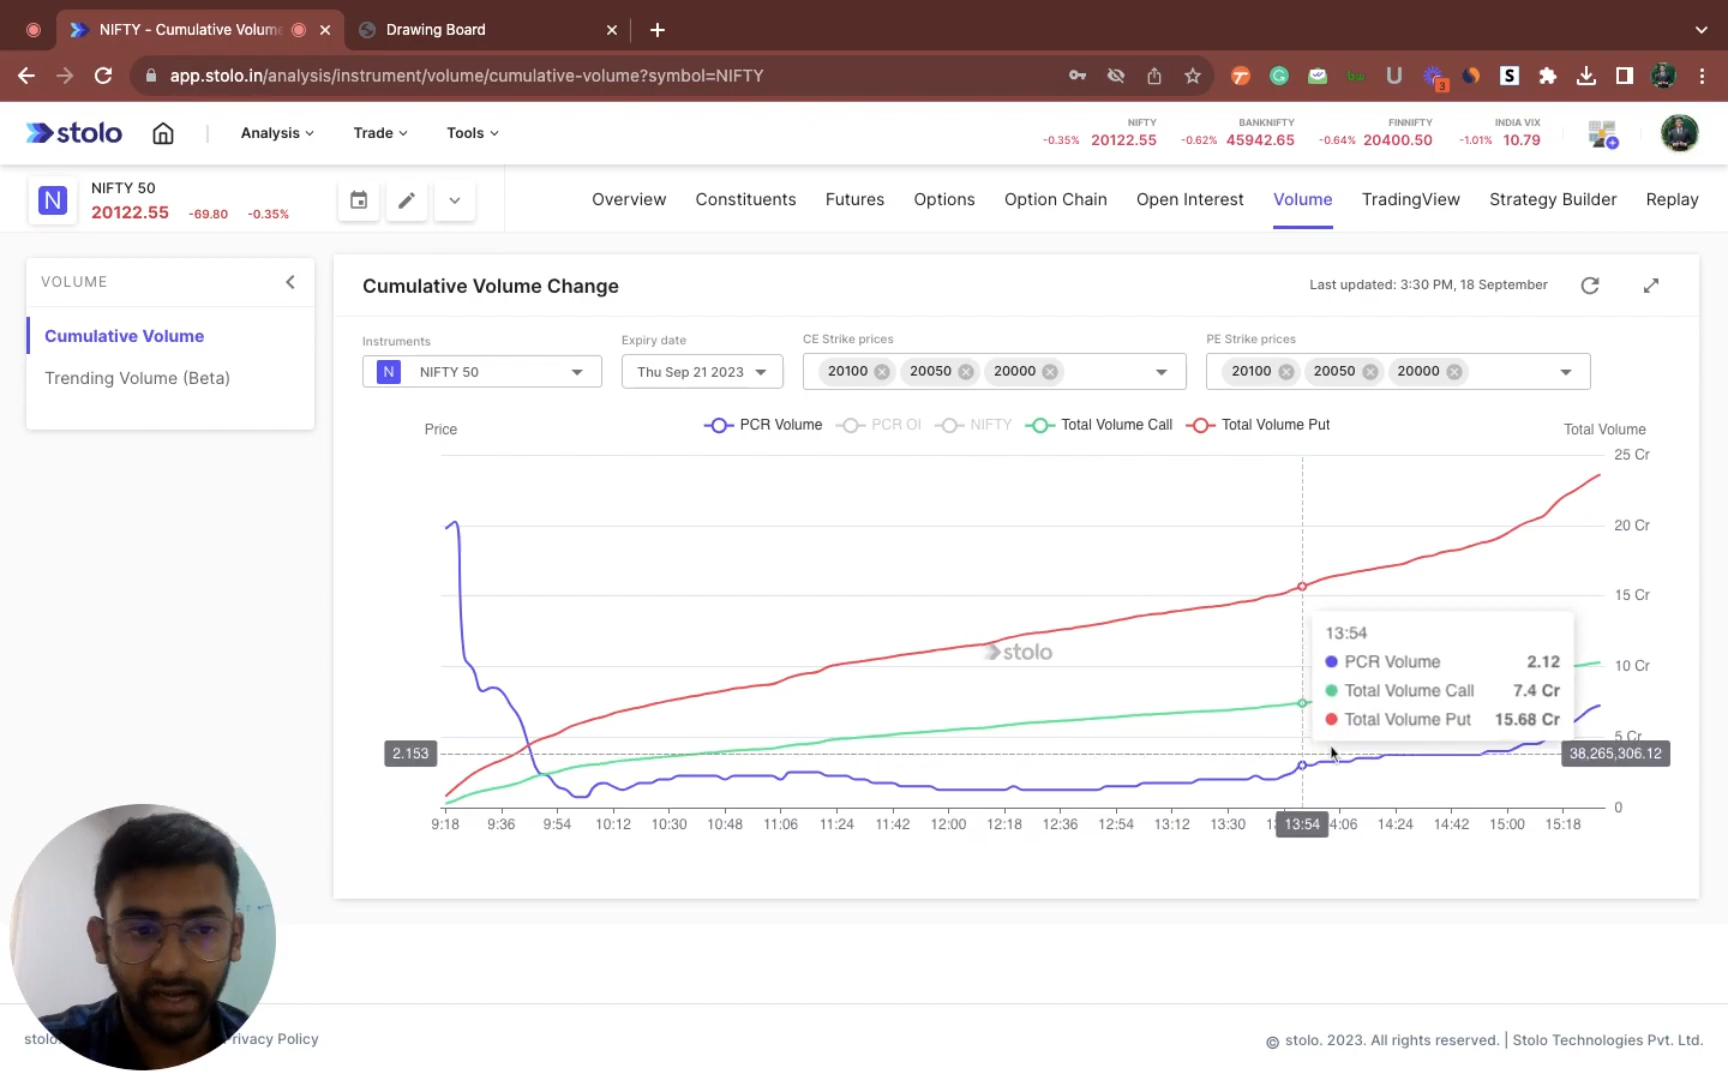 NIFTY - Cumulative Volume
Drawing Board
app.stolo.in/analysis/instrument/volume/cumulative-volume?symbol=NIFTY
3
stolo
Analysis
Trade
Tools
NIFTY
-0.35% 20122.55
BANKNIFTY
-0.62% 45942.65
FINNIFTY
-0.64% 20400.50
INDIA VIX
-1.01% 10.79
N
NIFTY 50
20122.55 -69.80 -0.35%
Overview
Constituents
Futures
Options
Option Chain
Open Interest
Volume
TradingView
Strategy Builder
Replay
VOLUME
Cumulative Volume
Trending Volume (Beta)
Cumulative Volume Change
Last updated: 3:30 PM, 18 September
Instruments
N NIFTY 50
Expiry date
Thu Sep 21 2023
CE Strike prices
20100 20050 20000
PE Strike prices
20100 20050 20000
Price
PCR Volume PCR OI NIFTY Total Volume Call Total Volume Put
Total Volume
25 Cr
20 Cr
15 Cr
10 Cr
5 Cr
0
stolo
13:54
PCR Volume 2.12
Total Volume Call 7.4 Cr
Total Volume Put 15.68 Cr
2.153
38,265,306.12
9:18 9:36 9:54 10:12 10:30 10:48 11:06 11:24 11:42 12:00 12:18 12:36 12:54 13:12 13:30 13:54 4:06 14:24 14:42 15:00 15:18
stolo.
Privacy Policy
© stolo. 2023. All rights reserved. | Stolo Technologies Pvt. Ltd.